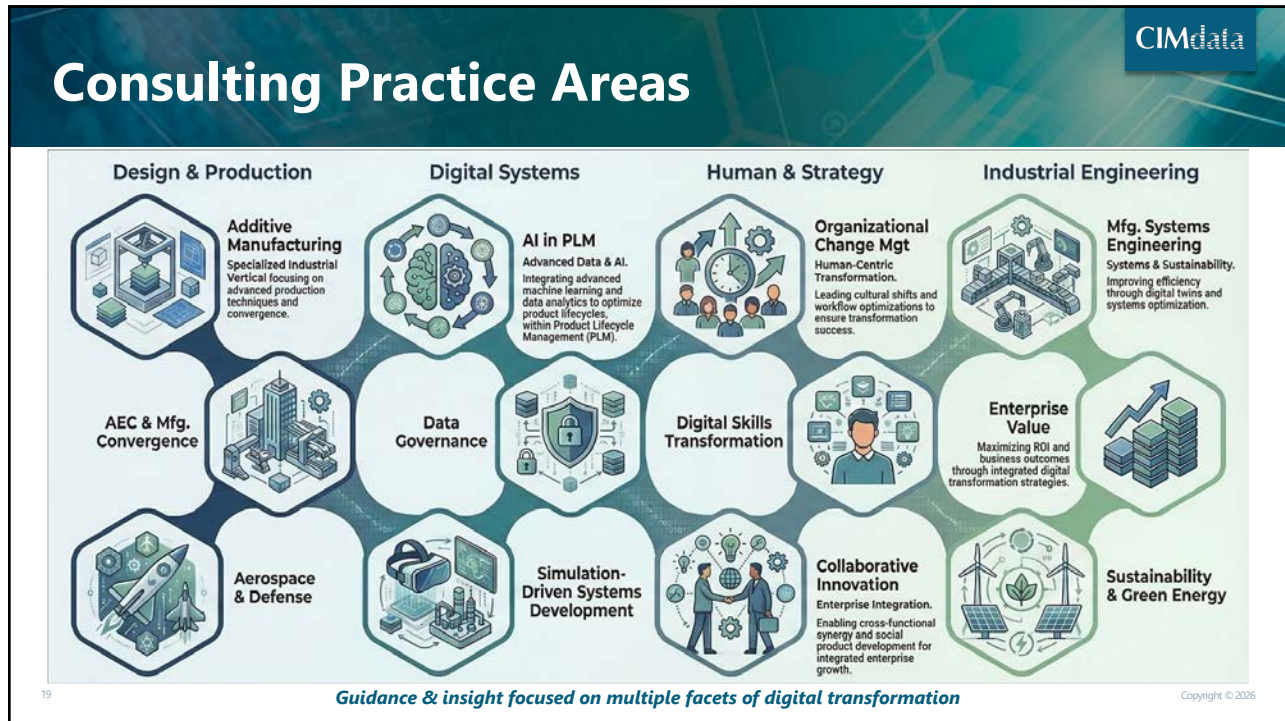 CIMdata
Consulting Practice Areas
Design & Production
Digital Systems
Human & Strategy
Industrial Engineering
Additive
Manufacturing
Specialized Industrial
Vertical focusing on
advanced production
techniques and
convergence.
AI in PLM
Advanced Data & AI.
Integrating advanced
machine learning and
data analytics to optimize
product lifecycles,
within Product Lifecycle
Management (PLM).
Organizational
Change Mgt
Human-Centric
Transformation.
Leading cultural shifts and
workflow optimizations to
ensure transformation
success.
Mfg. Systems
Engineering
Systems & Sustainability.
Improving efficiency
through digital twins and
systems optimization.
AEC & Mfg.
Convergence
Data
Governance
Digital Skills
Transformation
Enterprise
Value
Maximizing ROI and
business outcomes
through integrated digital
transformation strategies.
Aerospace
& Defense
Simulation-
Driven Systems
Development
Collaborative
Innovation
Enterprise Integration.
Enabling cross-functional
synergy and social
product development for
integrated enterprise
growth.
Sustainability
& Green Energy
19
Guidance & insight focused on multiple facets of digital transformation
Copyright © 2026